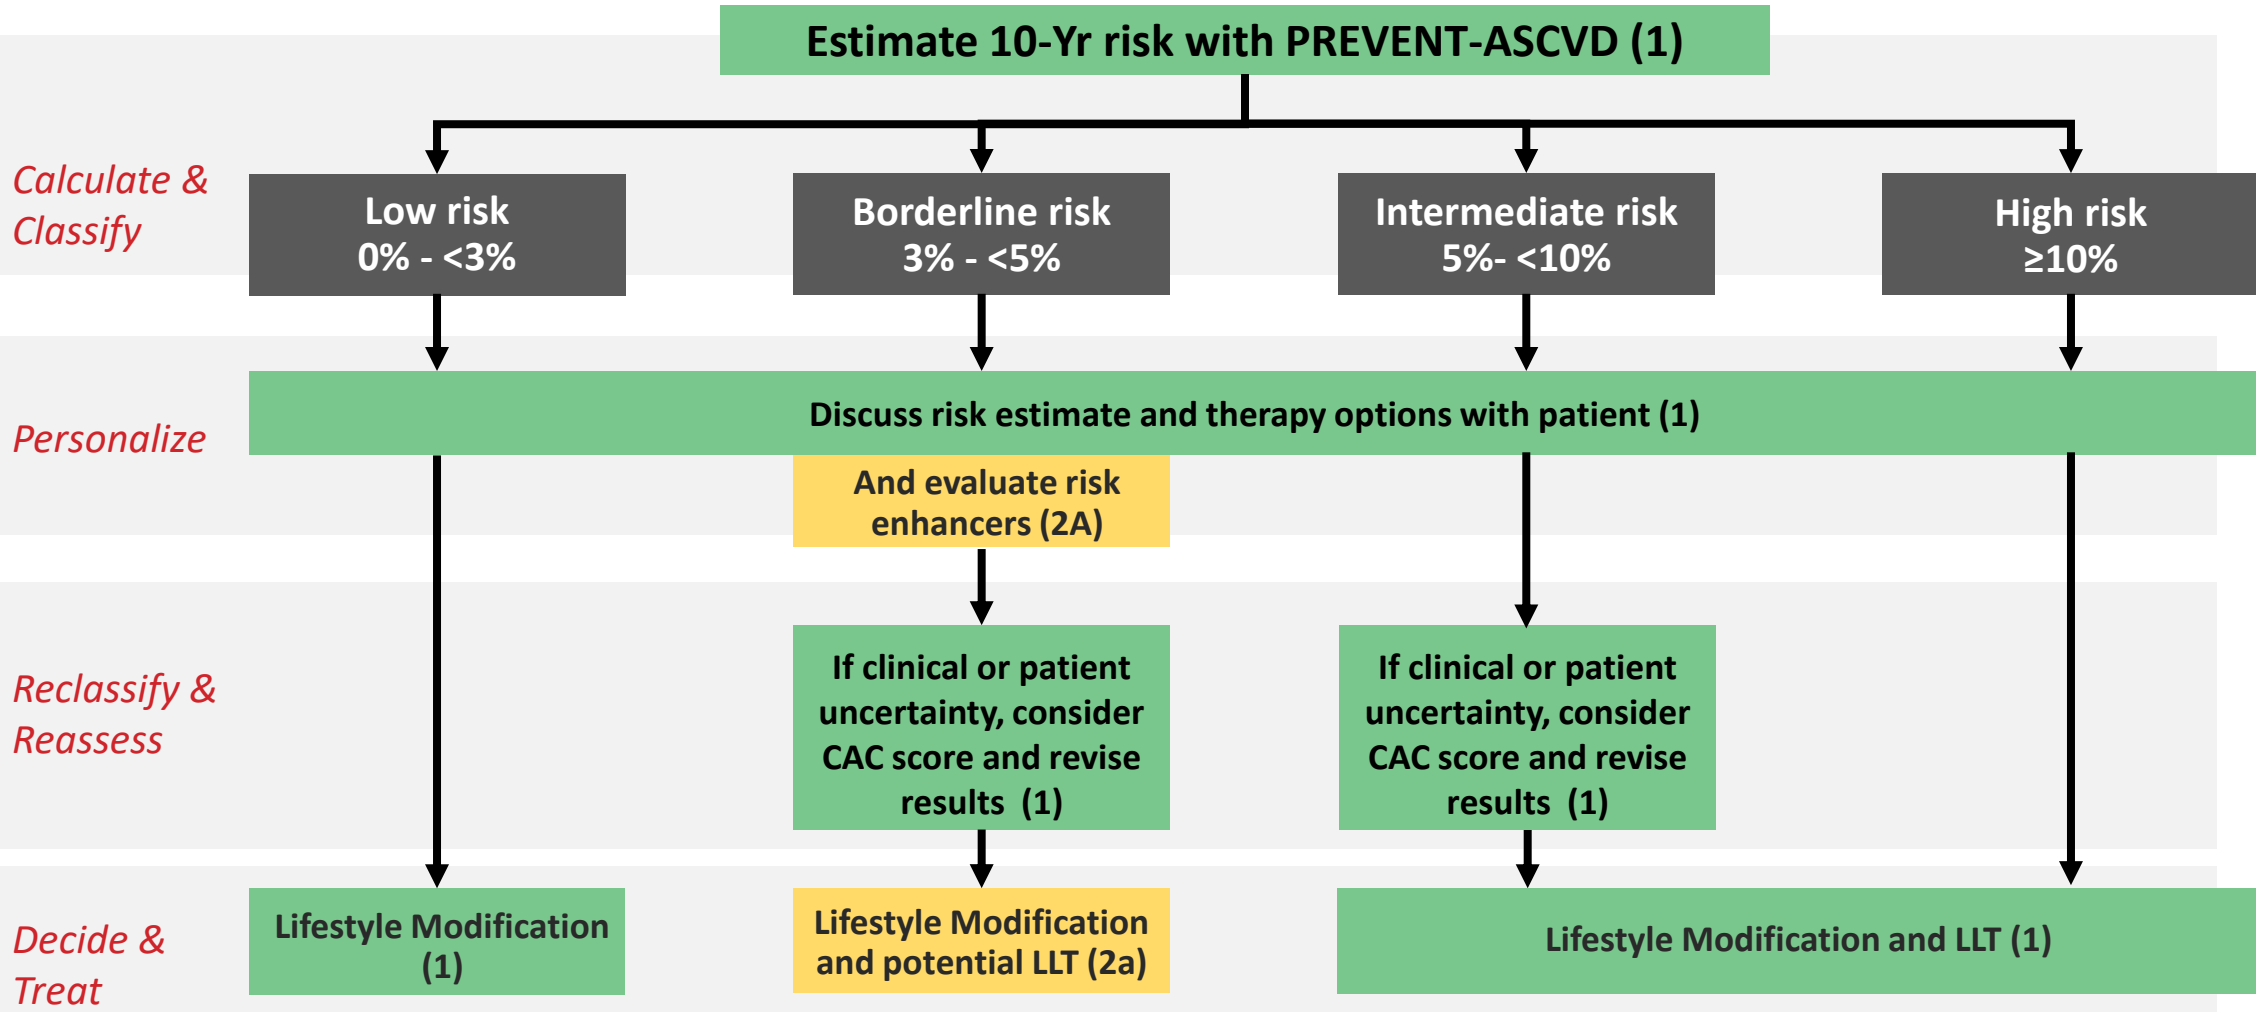 Estimate 10-Yr risk with PREVENT-ASCVD (1)
Calculate &
Classify
Low risk
0% - <3%
Borderline risk
3% - <5%
Intermediate risk
5%- <10%
High risk
≥10%
Personalize
Discuss risk estimate and therapy options with patient (1)
And evaluate risk
enhancers (2A)
Reclassify &
Reassess
If clinical or patient
uncertainty, consider
CAC score and revise
results  (1)
If clinical or patient
uncertainty, consider
CAC score and revise
results  (1)
Decide &
Treat
Lifestyle Modification
(1)
Lifestyle Modification
and potential LLT (2a)
Lifestyle Modification and LLT (1)